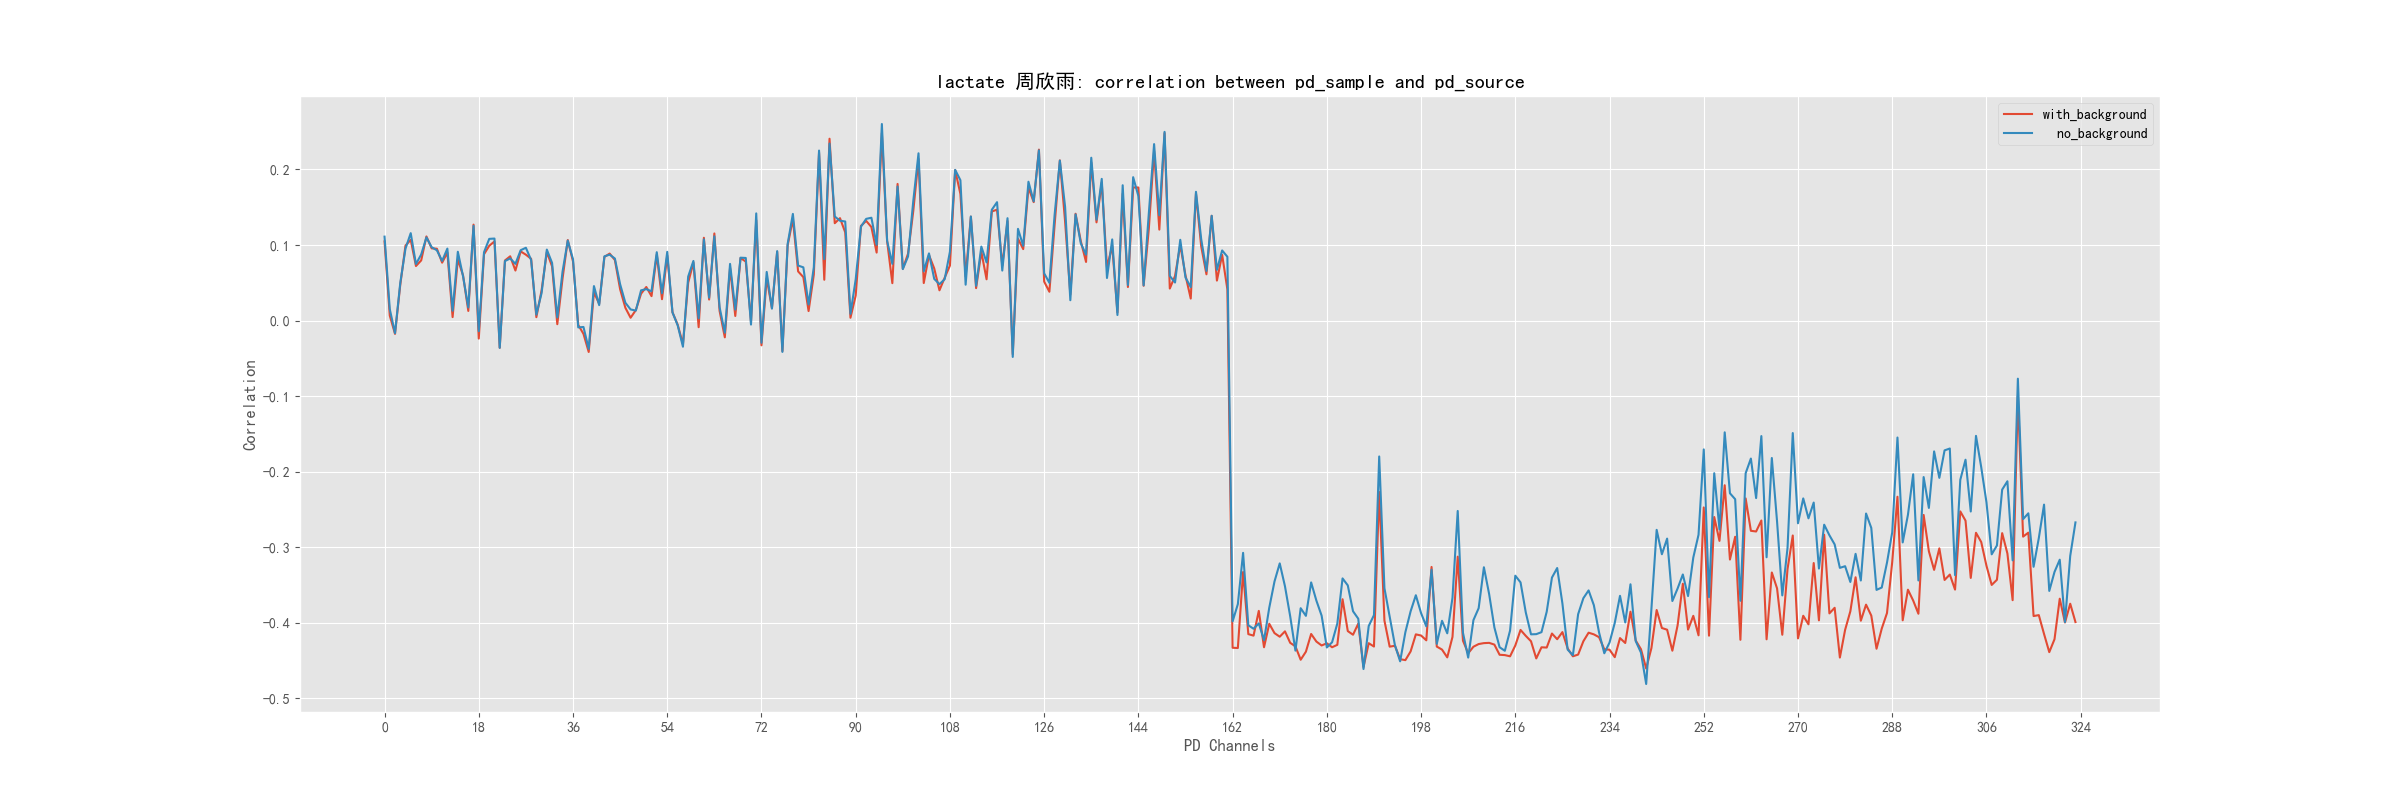 lactate 周欣雨: correlation between pd_sample and pd_source
with_background
no_background
0.2
0.1
0.0
−0.1
−0.2
−0.3
−0.4
−0.5
Correlation
0 18 36 54 72 90 108 126 144 162 180 198 216 234 252 270 288 306 324
PD Channels